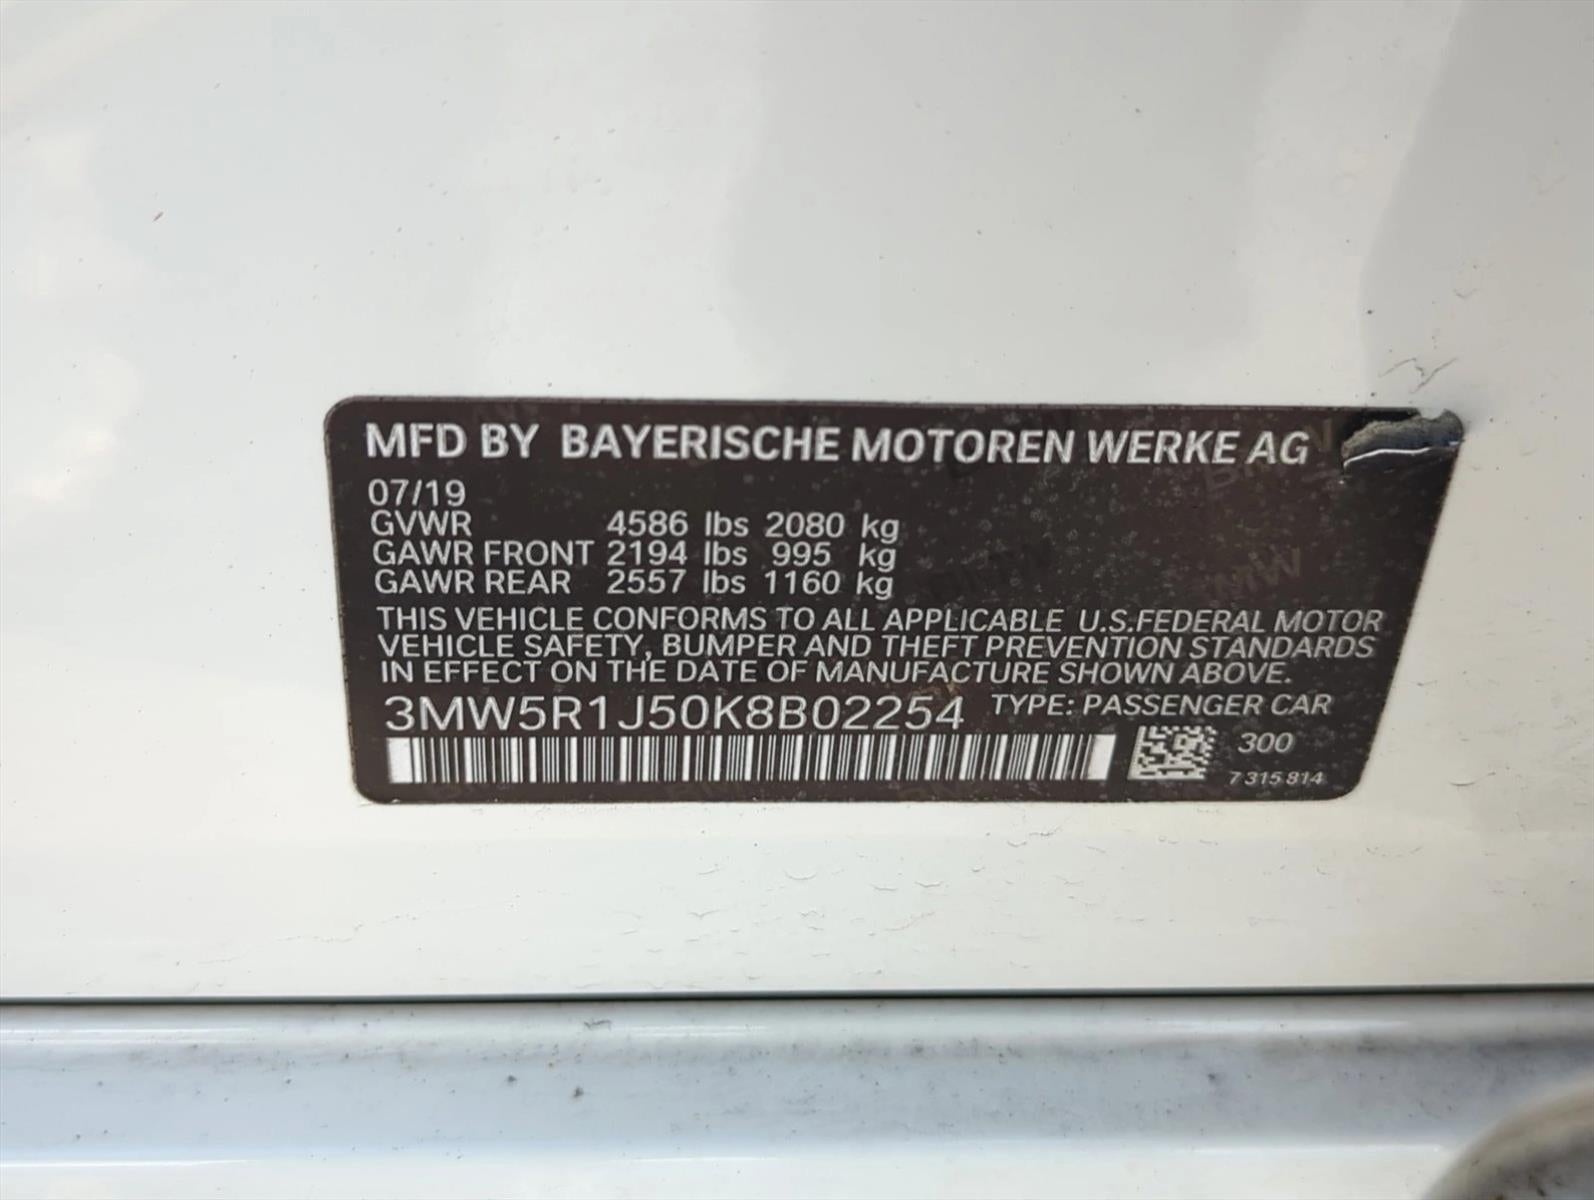 MFD BY BAYERISCHE MOTOREN WERKE AG
07/19
GVWR 4586 lbs 2080 kg
GAWR FRONT 2194 lbs 995 kg
GAWR REAR 2557 lbs 1160 kg
THIS VEHICLE CONFORMS TO ALL APPLICABLE U.S.FEDERAL MOTOR
VEHICLE SAFETY, BUMPER AND THEFT PREVENTION STANDARDS
IN EFFECT ON THE DATE OF MANUFACTURE SHOWN ABOVE.
3MW5R1J50K8B02254 TYPE: PASSENGER CAR
300
7 315 814